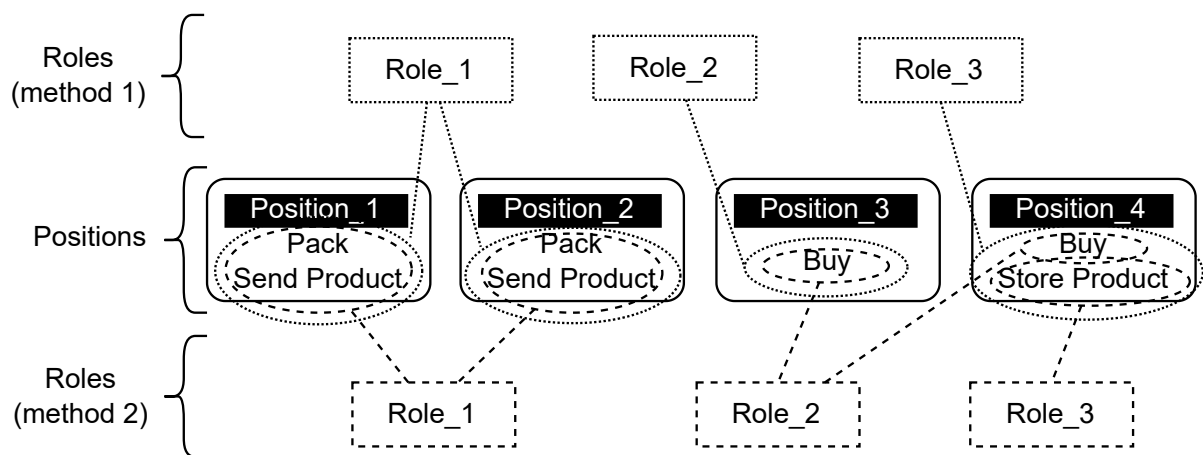 Roles
(method 1)
Role_1
Role_2
Role_3
Positions
Position_1
Pack
Send Product
Position_2
Pack
Send Product
Position_3
Buy
Position_4
Buy
Store Product
Roles
(method 2)
Role_1
Role_2
Role_3